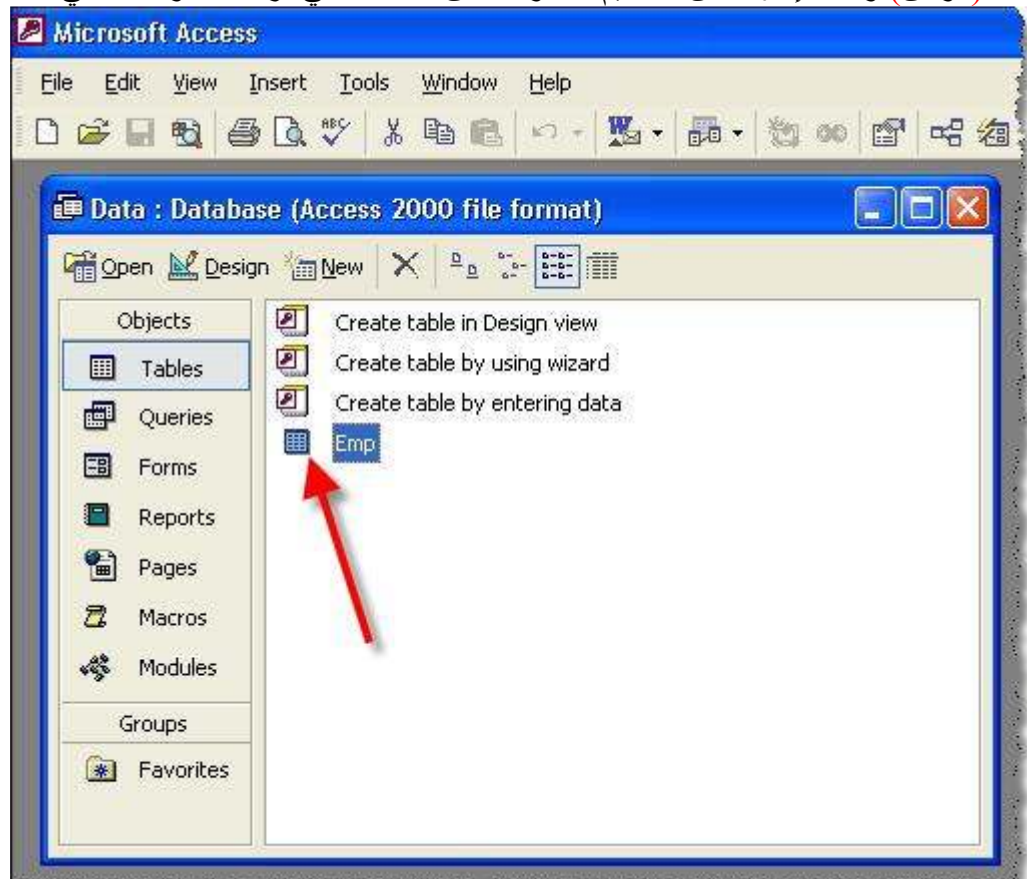 Microsoft Access
File Edit View Insert Tools Window Help
Data : Database (Access 2000 file format)
Open Design New
Objects
Tables
Queries
Forms
Reports
Pages
Macros
Modules
Groups
Favorites
Create table in Design view
Create table by using wizard
Create table by entering data
Emp